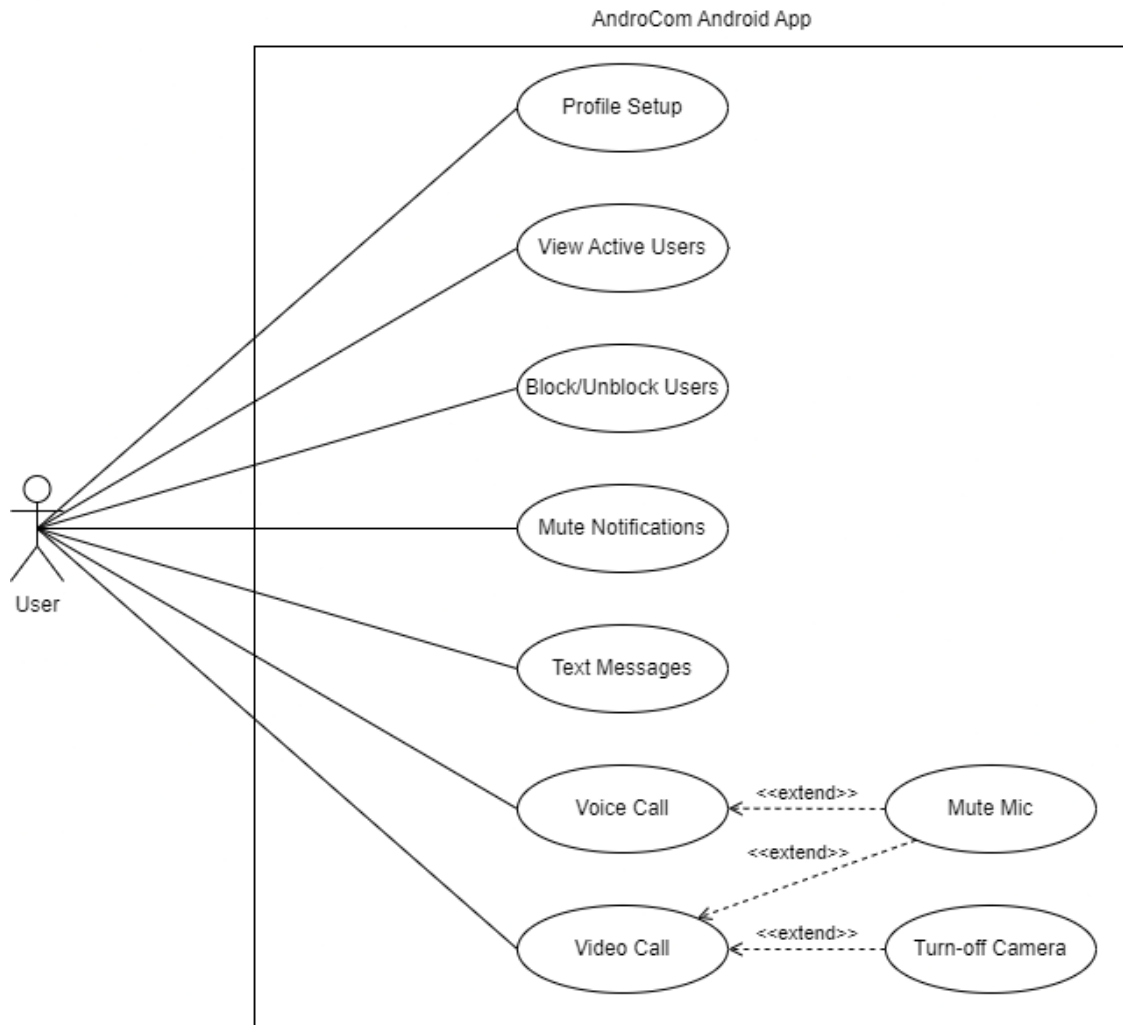 AndroCom Android App
Profile Setup
View Active Users
Block/Unblock Users
Mute Notifications
User
Text Messages
Voice Call
<<extend>>
Mute Mic
<<extend>>
Video Call
<<extend>>
Turn-off Camera